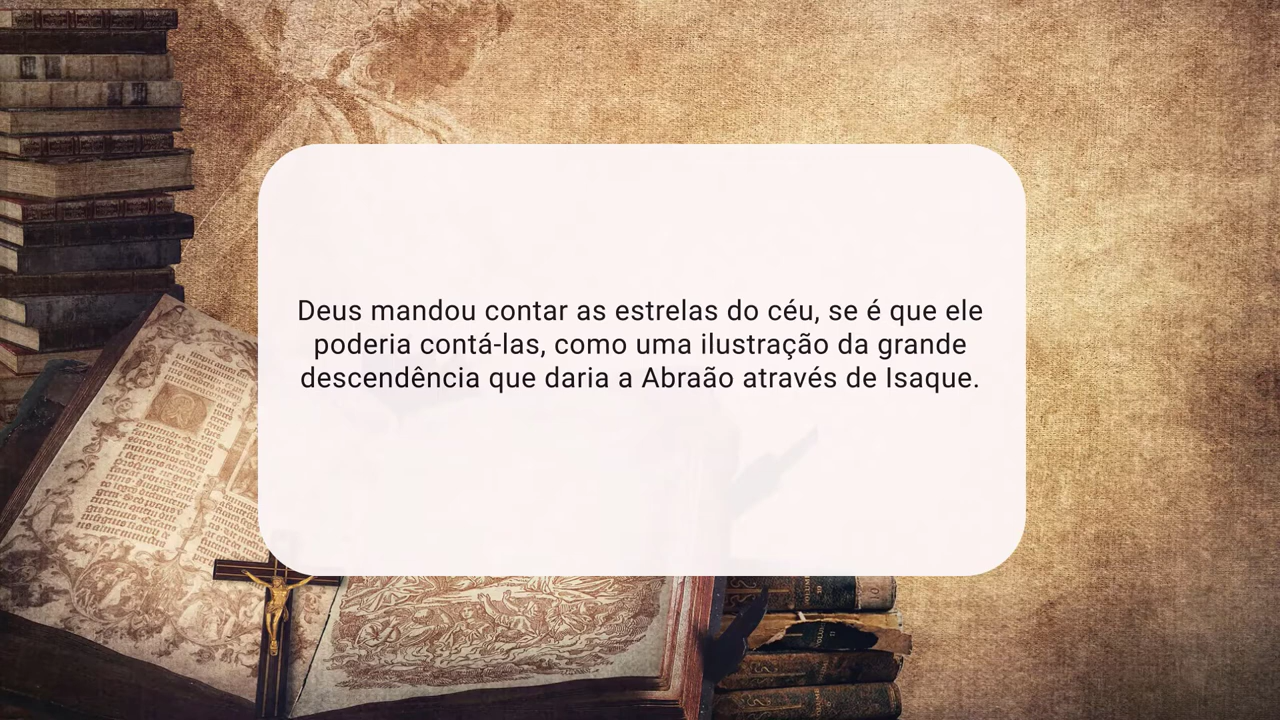 Deus mandou contar as estrelas do céu, se é que ele
poderia contá-las, como uma ilustração da grande
descendência que daria a Abraão através de Isaque.